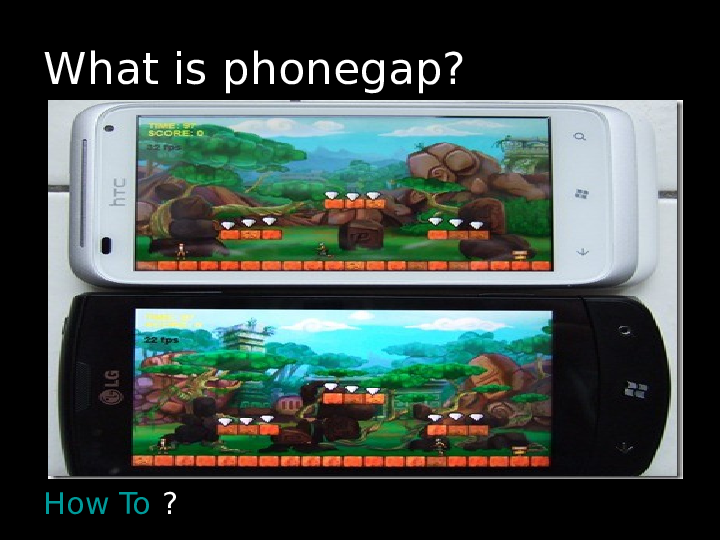 What is phonegap?
TIME: 97
SCORE: 0
22 fps
hTC
22 fps
LG
How To ?